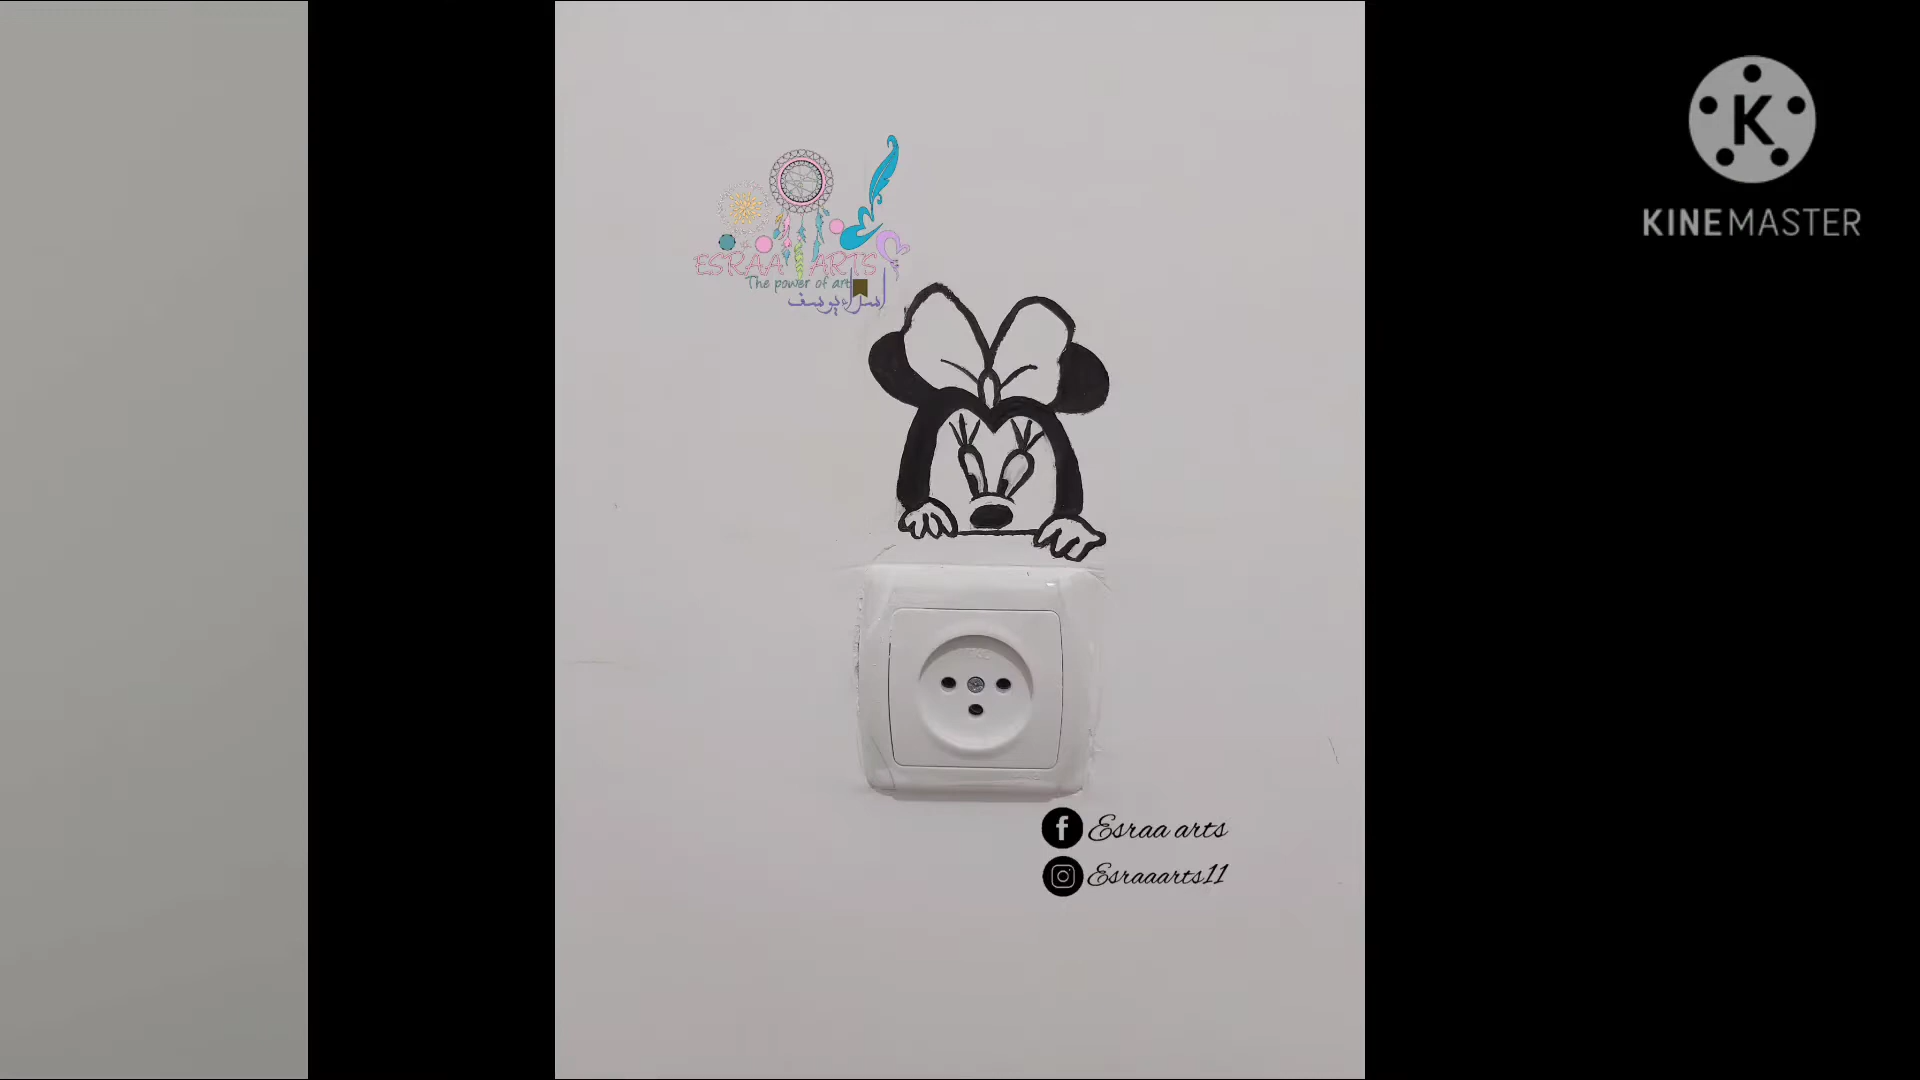 ESRAA ARTS
The power of art
اسراء يوسف
K
KINEMASTER
Esraa arts
Esraaarts11